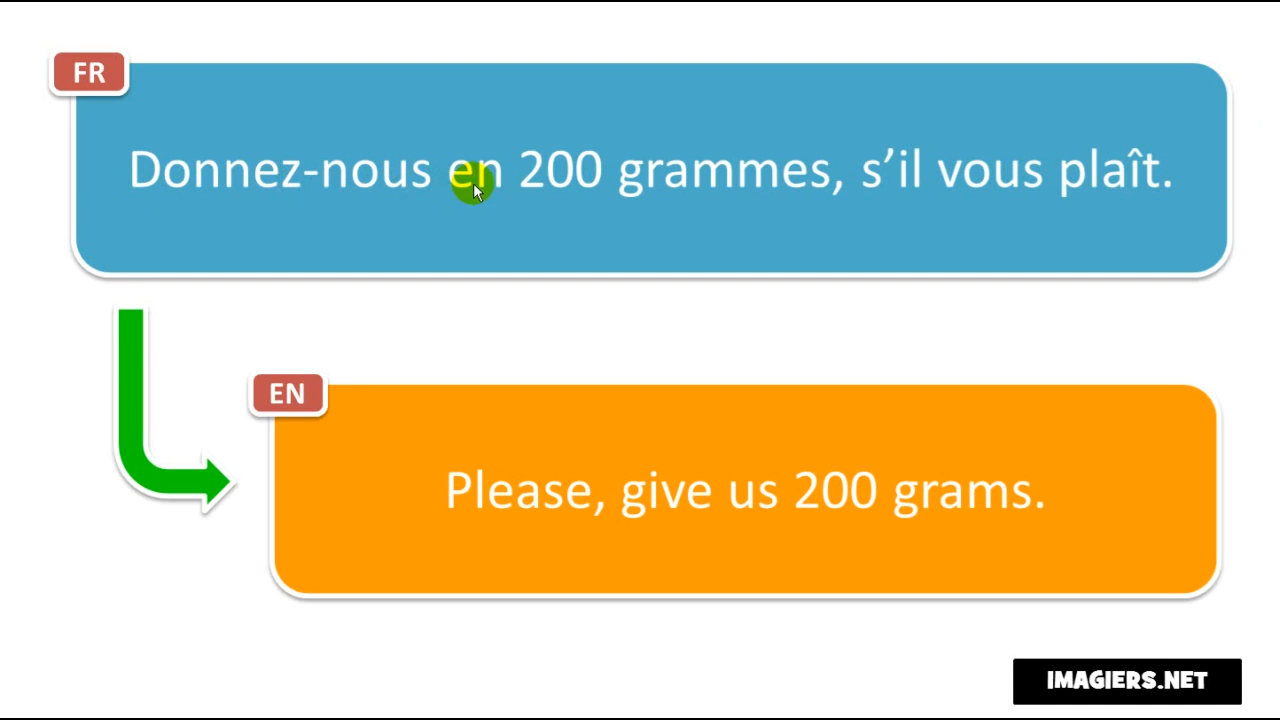 FR
Donnez-nous en 200 grammes, s’il vous plaît.
EN
Please, give us 200 grams.
IMAGIERS.NET